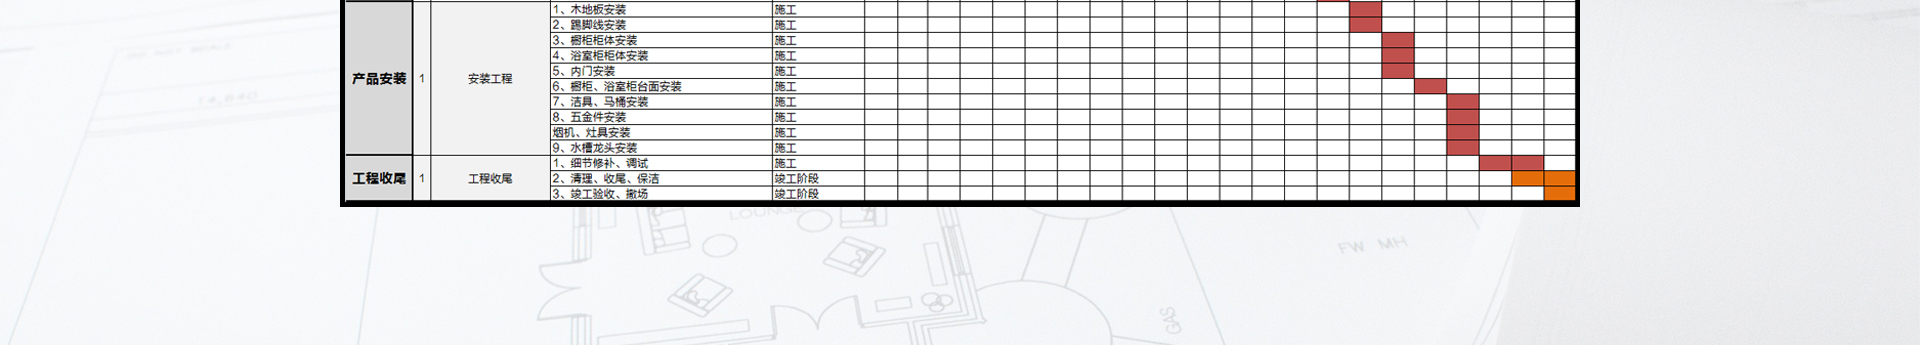 产品安装 1 安装工程
1、木地板安装 施工
2、踢脚线安装 施工
3、橱柜柜体安装 施工
4、浴室柜柜体安装 施工
5、内门安装 施工
6、橱柜、浴室柜台面安装 施工
7、洁具、马桶安装 施工
8、五金件安装 施工
烟机、灶具安装 施工
9、水槽龙头安装 施工
工程收尾 1 工程收尾
1、细节修补、调试 施工
2、清理、收尾、保洁 竣工阶段
3、竣工验收、撤场 竣工阶段
14,640
LOUNGE
FW MH
GAS